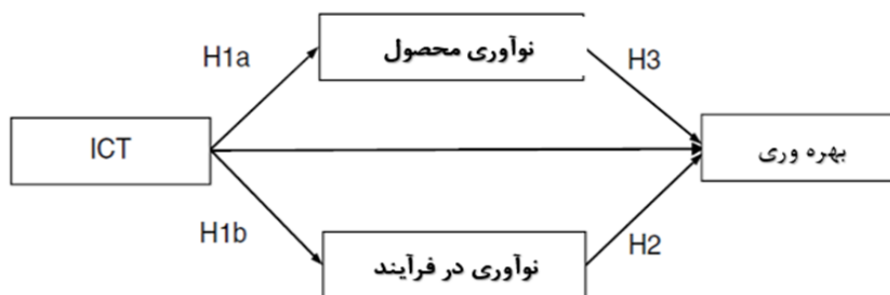 نوآوری محصول
H1a
H3
ICT
بهره وری
H1b
H2
نوآوری در فرآیند